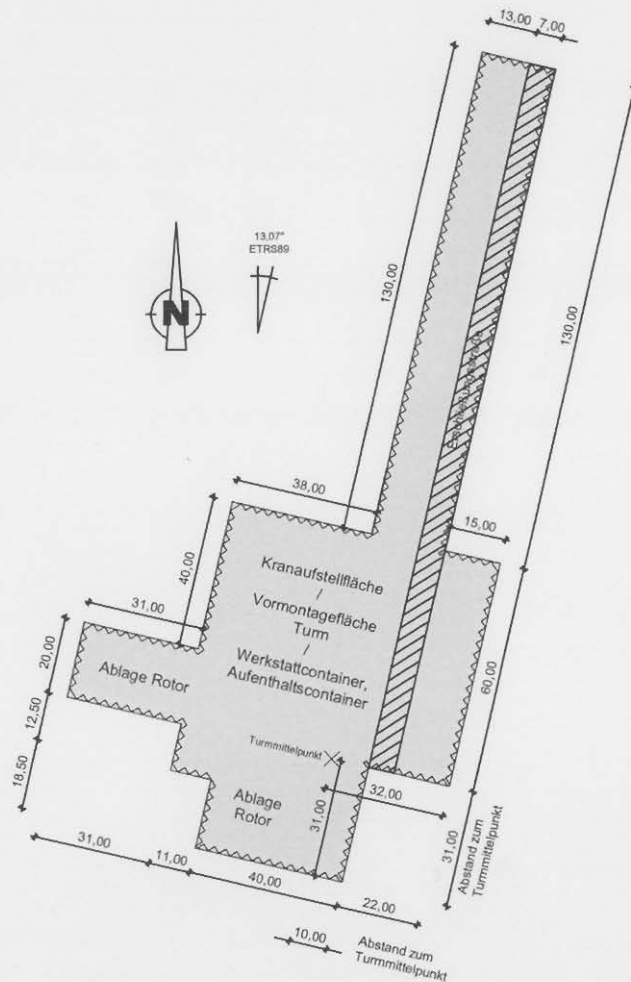 13,00
7,00
130,00
130,00
N
13,07°
ETRS89
38,00
15,00
40,00
31,00
20,00
12,50
18,50
60,00
Kranaufstellfläche
/
Vormontagefläche
Turm
/
Werkstattcontainer,
Aufenthaltscontainer
Ablage Rotor
Turmmittelpunkt
Ablage
Rotor
31,00
32,00
31,00
Abstand zum
Turmmittelpunkt
31,00
11,00
40,00
22,00
10,00
Abstand zum
Turmmittelpunkt